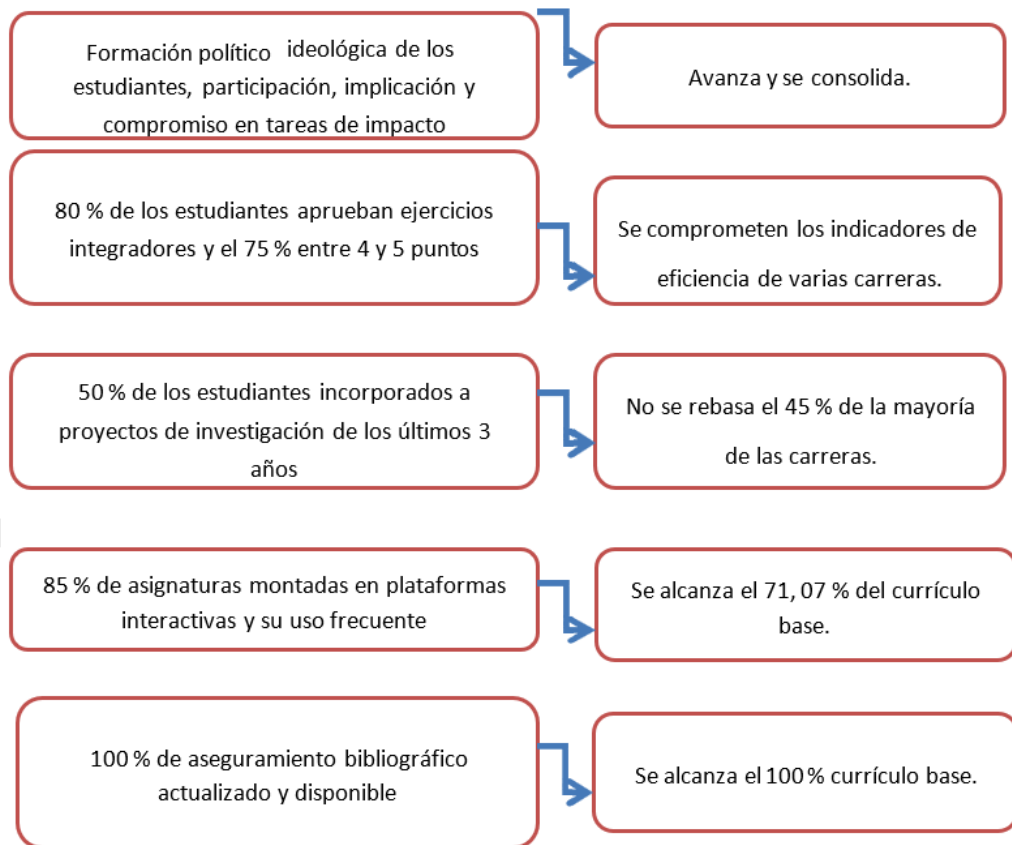 Formación político ideológica de los
estudiantes, participación, implicación y
compromiso en tareas de impacto
Avanza y se consolida.
80 % de los estudiantes aprueban ejercicios
integradores y el 75 % entre 4 y 5 puntos
Se comprometen los indicadores de
eficiencia de varias carreras.
50 % de los estudiantes incorporados a
proyectos de investigación de los últimos 3
años
No se rebasa el 45 % de la mayoría
de las carreras.
85 % de asignaturas montadas en plataformas
interactivas y su uso frecuente
Se alcanza el 71, 07 % del currículo
base.
100 % de aseguramiento bibliográfico
actualizado y disponible
Se alcanza el 100 % currículo base.